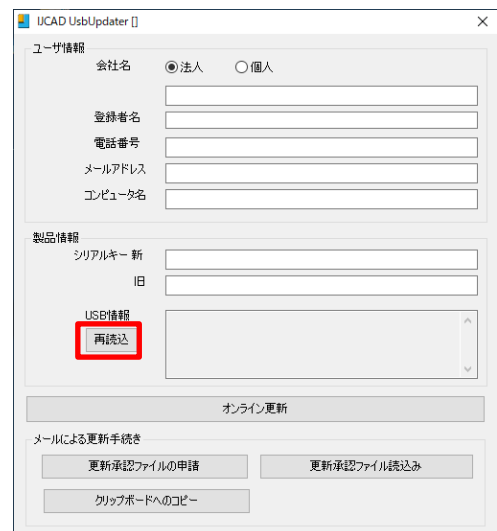 IJCAD UsbUpdater []
ユーザ情報
会社名 法人 個人
登録者名
電話番号
メールアドレス
コンピュータ名
製品情報
シリアルキー 新
旧
USB情報
再読込
オンライン更新
メールによる更新手続き
更新承認ファイルの申請 更新承認ファイル読込み
クリップボードへのコピー